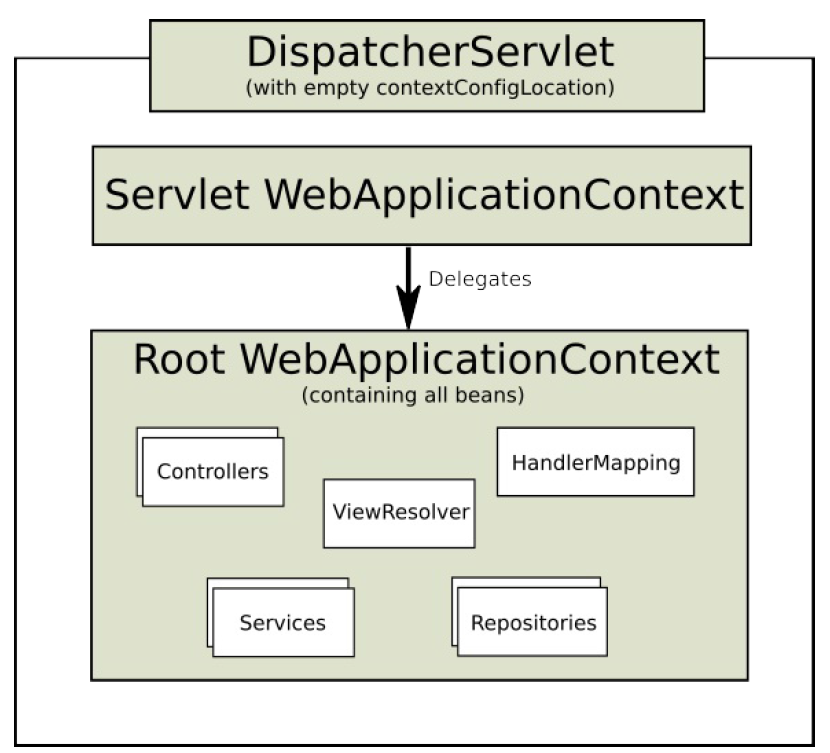 DispatcherServlet
(with empty contextConfigLocation)
Servlet WebApplicationContext
Delegates
Root WebApplicationContext
(containing all beans)
Controllers
HandlerMapping
ViewResolver
Services
Repositories